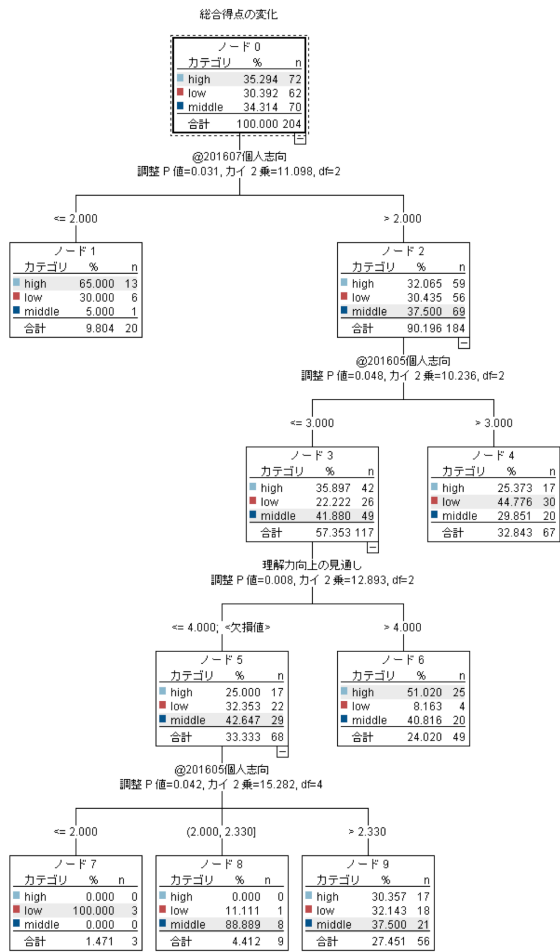 総合得点の変化
ノード 0
カテゴリ % n
high 35.294 72
low 30.392 62
middle 34.314 70
合計 100.000 204
@201607個人志向
調整 P 値=0.031, カイ 2 乗=11.098, df=2
<= 2.000
> 2.000
ノード 1
カテゴリ % n
high 65.000 13
low 30.000 6
middle 5.000 1
合計 9.804 20
ノード 2
カテゴリ % n
high 32.065 59
low 30.435 56
middle 37.500 69
合計 90.196 184
@201605個人志向
調整 P 値=0.048, カイ 2 乗=10.236, df=2
<= 3.000
> 3.000
ノード 3
カテゴリ % n
high 35.897 42
low 22.222 26
middle 41.880 49
合計 57.353 117
ノード 4
カテゴリ % n
high 25.373 17
low 44.776 30
middle 29.851 20
合計 32.843 67
理解力向上の見通し
調整 P 値=0.008, カイ 2 乗=12.893, df=2
<= 4.000; <欠損値>
> 4.000
ノード 5
カテゴリ % n
high 25.000 17
low 32.353 22
middle 42.647 29
合計 33.333 68
ノード 6
カテゴリ % n
high 51.020 25
low 8.163 4
middle 40.816 20
合計 24.020 49
@201605個人志向
調整 P 値=0.042, カイ 2 乗=15.282, df=4
<= 2.000
(2.000, 2.330]
> 2.330
ノード 7
カテゴリ % n
high 0.000 0
low 100.000 3
middle 0.000 0
合計 1.471 3
ノード 8
カテゴリ % n
high 0.000 0
low 11.111 1
middle 88.889 8
合計 4.412 9
ノード 9
カテゴリ % n
high 30.357 17
low 32.143 18
middle 37.500 21
合計 27.451 56